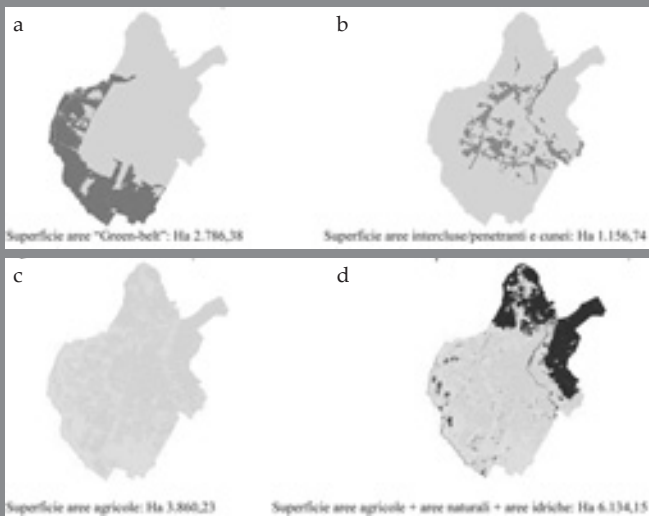 a
b
Superficie aree "Green-belt": Ha 2.786,38
Superficie aree intercluse/penetranti e cunei: Ha 1.156,74
c
d
Superficie aree agricole: Ha 3.860,23
Superficie aree agricole + aree naturali + aree idriche: Ha 6.134,15